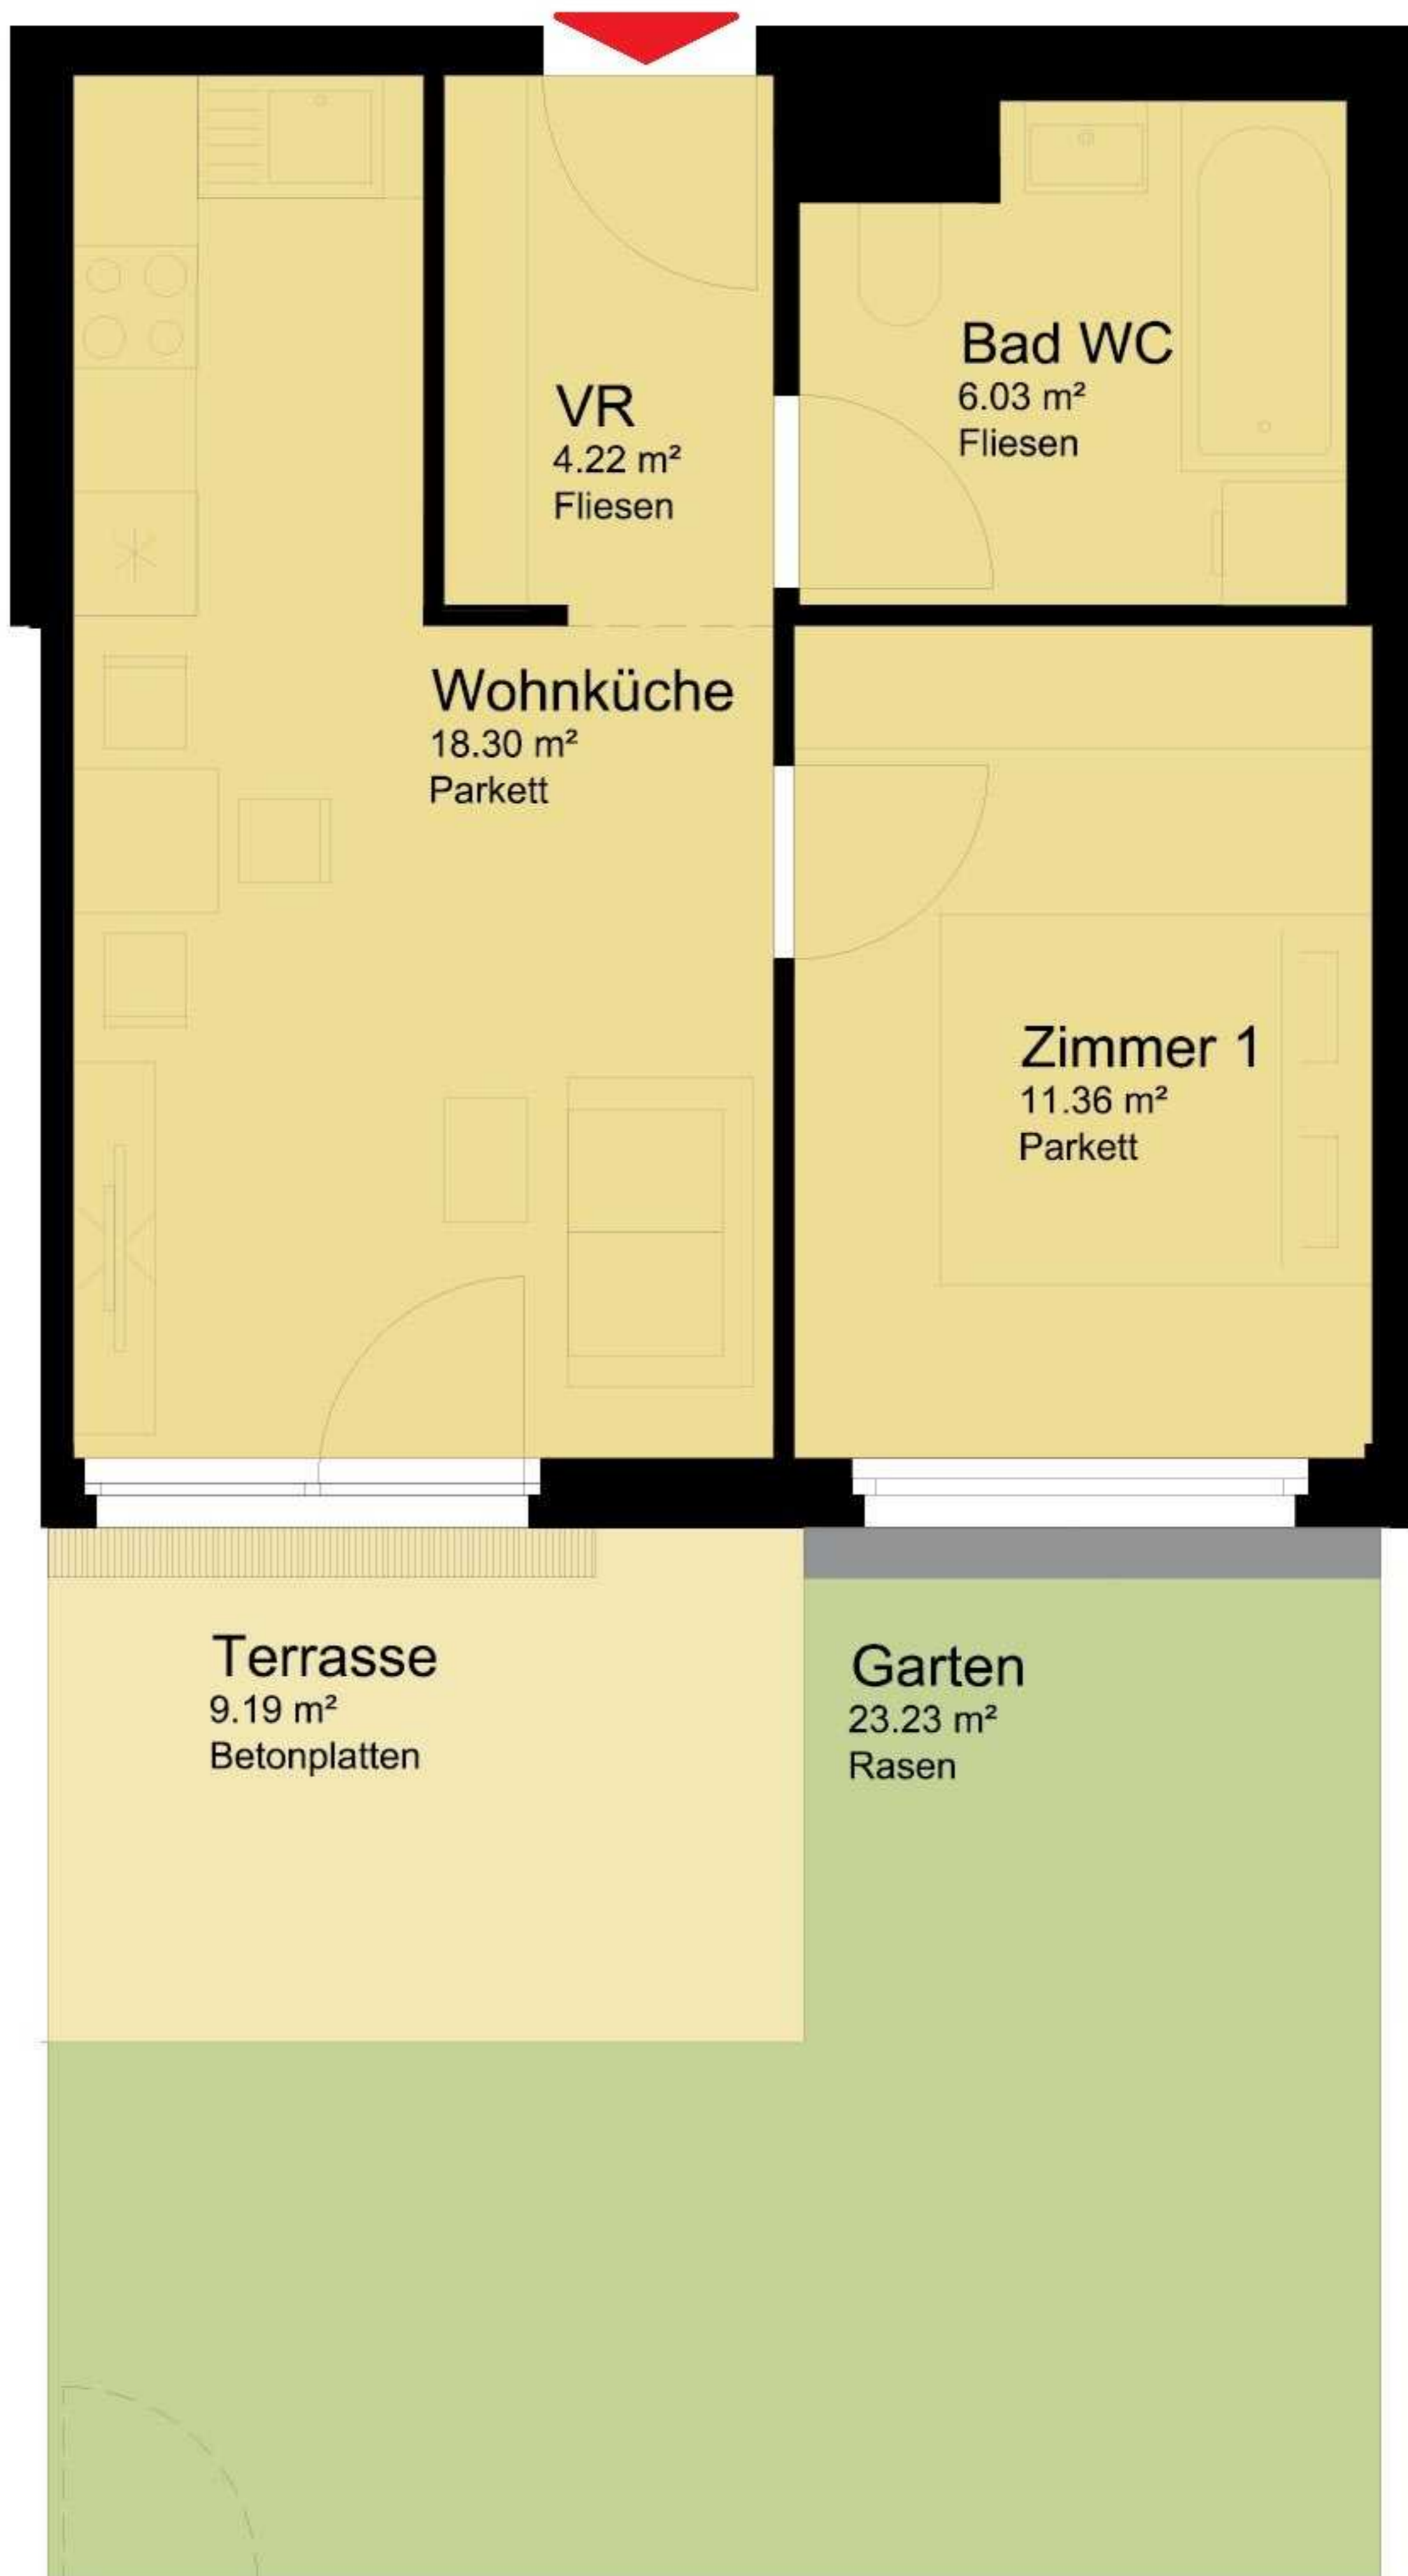 VR
4.22 m²
Fliesen
Bad WC
6.03 m²
Fliesen
Wohnküche
18.30 m²
Parkett
Zimmer 1
11.36 m²
Parkett
Terrasse
9.19 m²
Betonplatten
Garten
23.23 m²
Rasen